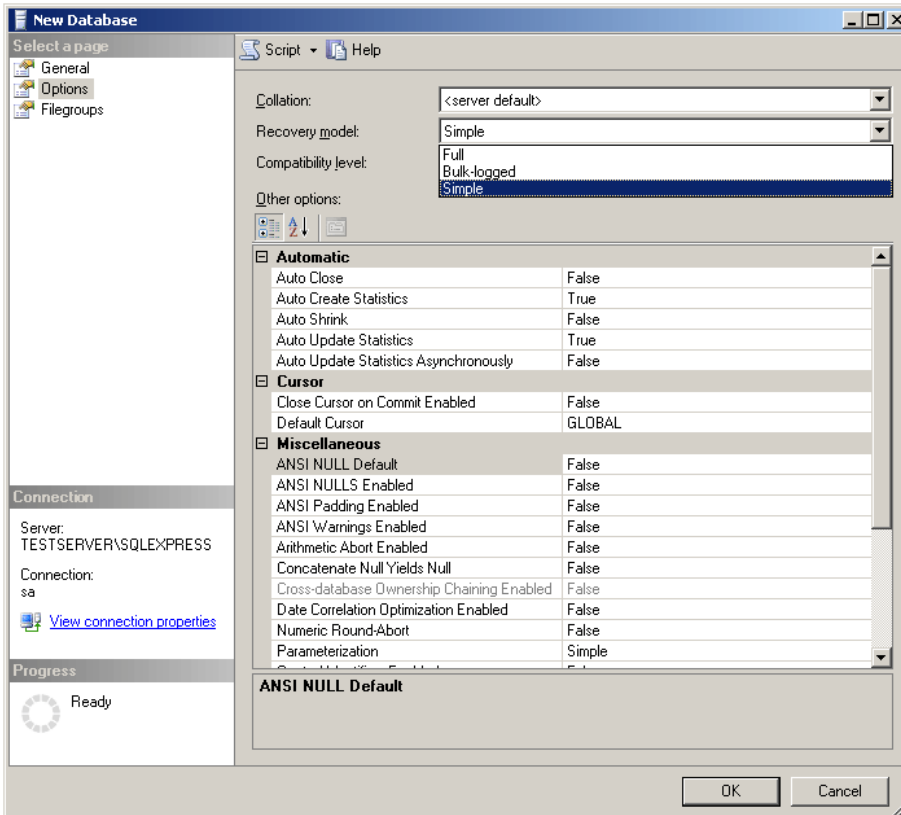 New Database
Select a page
General
Options
Filegroups
Script Help
Collation: <server default>
Recovery model: Simple
Full
Compatibility level:
Bulk-logged
Simple
Other options:
Automatic
Auto Close False
Auto Create Statistics True
Auto Shrink False
Auto Update Statistics True
Auto Update Statistics Asynchronously False
Cursor
Close Cursor on Commit Enabled False
Default Cursor GLOBAL
Miscellaneous
ANSI NULL Default False
ANSI NULLS Enabled False
ANSI Padding Enabled False
ANSI Warnings Enabled False
Arithmetic Abort Enabled False
Concatenate Null Yields Null False
Cross-database Ownership Chaining Enabled False
Date Correlation Optimization Enabled False
Numeric Round-Abort False
Parameterization Simple
ANSI NULL Default
Connection
Server:
TESTSERVER\SQLEXPRESS
Connection:
sa
View connection properties
Progress
Ready
OK Cancel